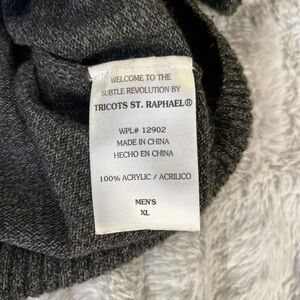 WELCOME TO THE
SUBTLE REVOLUTION BY
TRICOTS ST. RAPHAEL®
WPL# 12902
MADE IN CHINA
HECHO EN CHINA
100% ACRYLIC / ACRILICO
MEN'S
XL